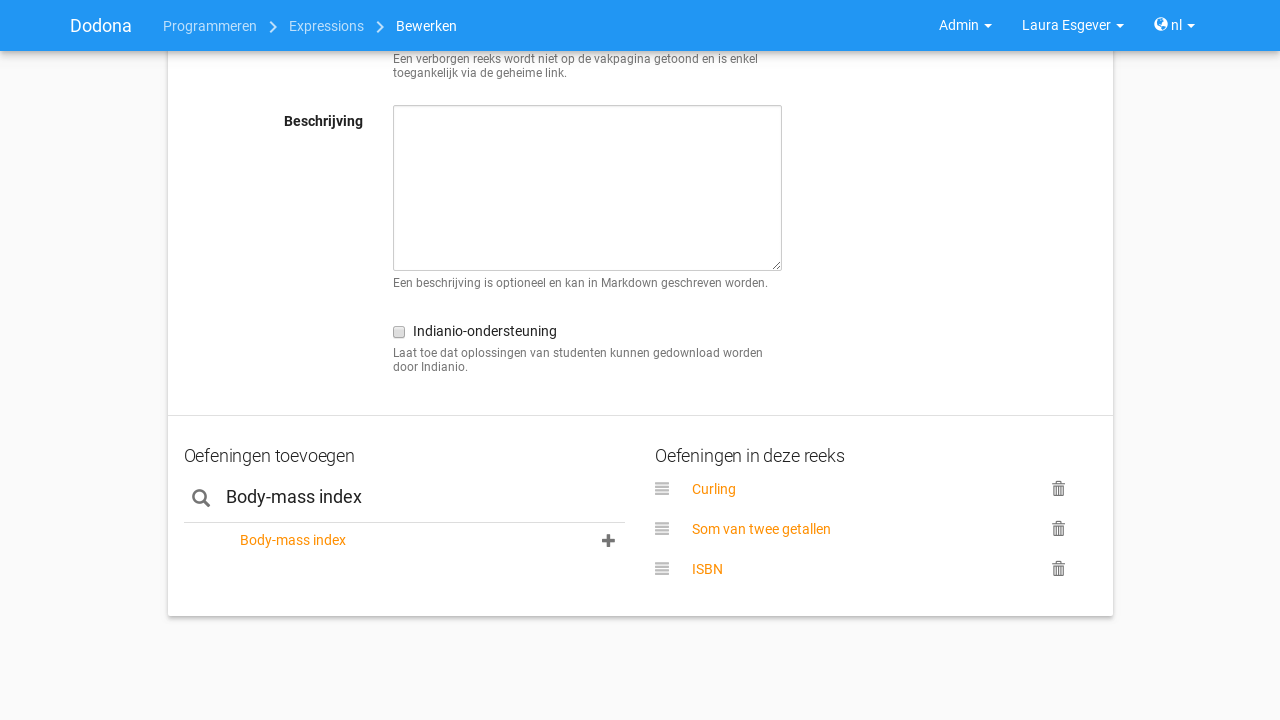 Dodona Programmeren Expressions Bewerken Admin Laura Esgever nl
Een verborgen reeks wordt niet op de vakpagina getoond en is enkel
toegankelijk via de geheime link.
Beschrijving
Een beschrijving is optioneel en kan in Markdown geschreven worden.
Indianio-ondersteuning
Laat toe dat oplossingen van studenten kunnen gedownload worden
door Indianio.
Oefeningen toevoegen
Body-mass index
Body-mass index
Oefeningen in deze reeks
Curling
Som van twee getallen
ISBN